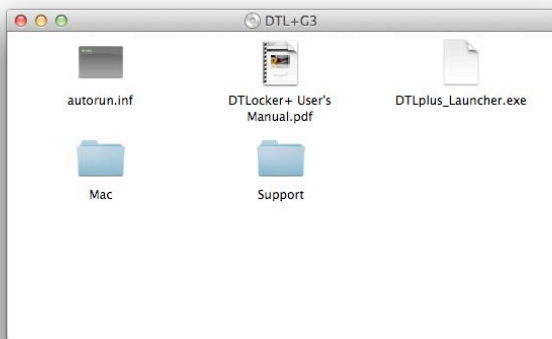 DTL+G3
autorun.inf
DTLocker+ User's
Manual.pdf
DTLplus_Launcher.exe
Mac
Support